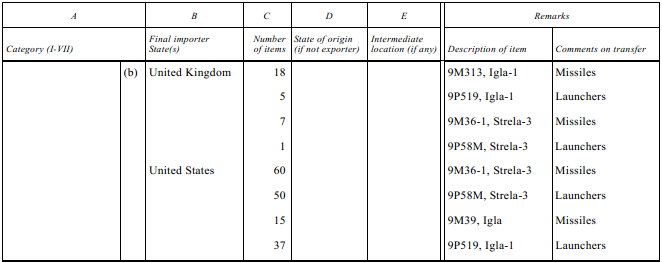 A B C D E Remarks
Category (I-VII) Final importer State(s) Number of items State of origin (if not exporter) Intermediate location (if any) Description of item Comments on transfer
(b) United Kingdom 18 9M313, Igla-1 Missiles
5 9P519, Igla-1 Launchers
7 9M36-1, Strela-3 Missiles
1 9P58M, Strela-3 Launchers
United States 60 9M36-1, Strela-3 Missiles
50 9P58M, Strela-3 Launchers
15 9M39, Igla Missiles
37 9P519, Igla-1 Launchers